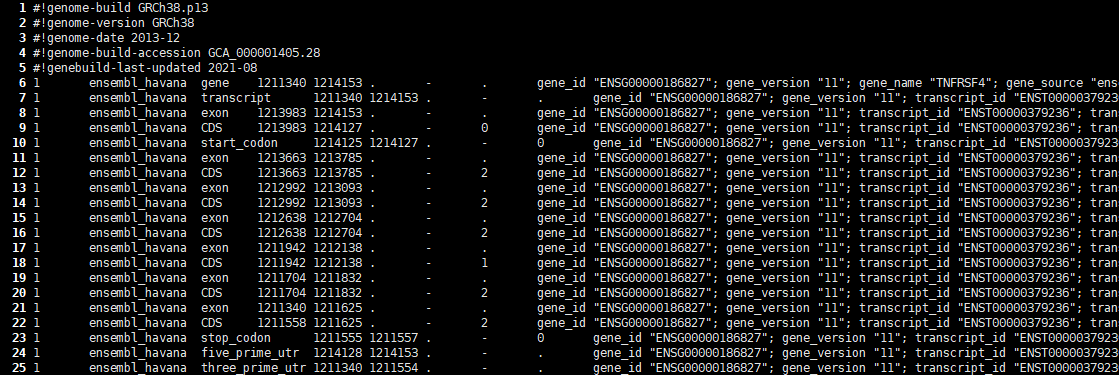 1 #!genome-build GRCh38.p13
2 #!genome-version GRCh38
3 #!genome-date 2013-12
4 #!genome-build-accession GCA_000001405.28
5 #!genebuild-last-updated 2021-08
6 1 ensembl_havana gene 1211340 1214153 . - . gene_id "ENSG00000186827"; gene_version "11"; gene_name "TNFRSF4"; gene_source "ens
7 1 ensembl_havana transcript 1211340 1214153 . - . gene_id "ENSG00000186827"; gene_version "11"; transcript_id "ENST0000037923
8 1 ensembl_havana exon 1213983 1214153 . - . gene_id "ENSG00000186827"; gene_version "11"; transcript_id "ENST00000379236"; tran
9 1 ensembl_havana CDS 1213983 1214127 . - 0 gene_id "ENSG00000186827"; gene_version "11"; transcript_id "ENST00000379236"; tran
10 1 ensembl_havana start_codon 1214125 1214127 . - 0 gene_id "ENSG00000186827"; gene_version "11"; transcript_id "ENST0000037923
11 1 ensembl_havana exon 1213663 1213785 . - . gene_id "ENSG00000186827"; gene_version "11"; transcript_id "ENST00000379236"; tran
12 1 ensembl_havana CDS 1213663 1213785 . - 2 gene_id "ENSG00000186827"; gene_version "11"; transcript_id "ENST00000379236"; tran
13 1 ensembl_havana exon 1212992 1213093 . - . gene_id "ENSG00000186827"; gene_version "11"; transcript_id "ENST00000379236"; tran
14 1 ensembl_havana CDS 1212992 1213093 . - 2 gene_id "ENSG00000186827"; gene_version "11"; transcript_id "ENST00000379236"; tran
15 1 ensembl_havana exon 1212638 1212704 . - . gene_id "ENSG00000186827"; gene_version "11"; transcript_id "ENST00000379236"; tran
16 1 ensembl_havana CDS 1212638 1212704 . - 2 gene_id "ENSG00000186827"; gene_version "11"; transcript_id "ENST00000379236"; tran
17 1 ensembl_havana exon 1211942 1212138 . - . gene_id "ENSG00000186827"; gene_version "11"; transcript_id "ENST00000379236"; tran
18 1 ensembl_havana CDS 1211942 1212138 . - 1 gene_id "ENSG00000186827"; gene_version "11"; transcript_id "ENST00000379236"; tran
19 1 ensembl_havana exon 1211704 1211832 . - . gene_id "ENSG00000186827"; gene_version "11"; transcript_id "ENST00000379236"; tran
20 1 ensembl_havana CDS 1211704 1211832 . - 2 gene_id "ENSG00000186827"; gene_version "11"; transcript_id "ENST00000379236"; tran
21 1 ensembl_havana exon 1211340 1211625 . - . gene_id "ENSG00000186827"; gene_version "11"; transcript_id "ENST00000379236"; tran
22 1 ensembl_havana CDS 1211558 1211625 . - 2 gene_id "ENSG00000186827"; gene_version "11"; transcript_id "ENST00000379236"; tran
23 1 ensembl_havana stop_codon 1211555 1211557 . - 0 gene_id "ENSG00000186827"; gene_version "11"; transcript_id "ENST0000037923
24 1 ensembl_havana five_prime_utr 1214128 1214153 . - . gene_id "ENSG00000186827"; gene_version "11"; transcript_id "ENST0000037923
25 1 ensembl_havana three_prime_utr 1211340 1211554 . - . gene_id "ENSG00000186827"; gene_version "11"; transcript_id "ENST0000037923